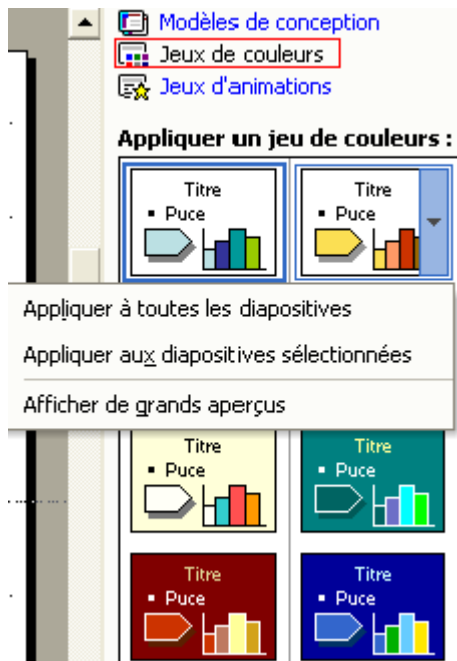 Modèles de conception
Jeux de couleurs
Jeux d'animations
Appliquer un jeu de couleurs :
Titre
▪ Puce
Titre
▪ Puce
Appliquer à toutes les diapositives
Appliquer aux diapositives sélectionnées
Afficher de grands aperçus
Titre
▪ Puce
Titre
▪ Puce
Titre
▪ Puce
Titre
▪ Puce